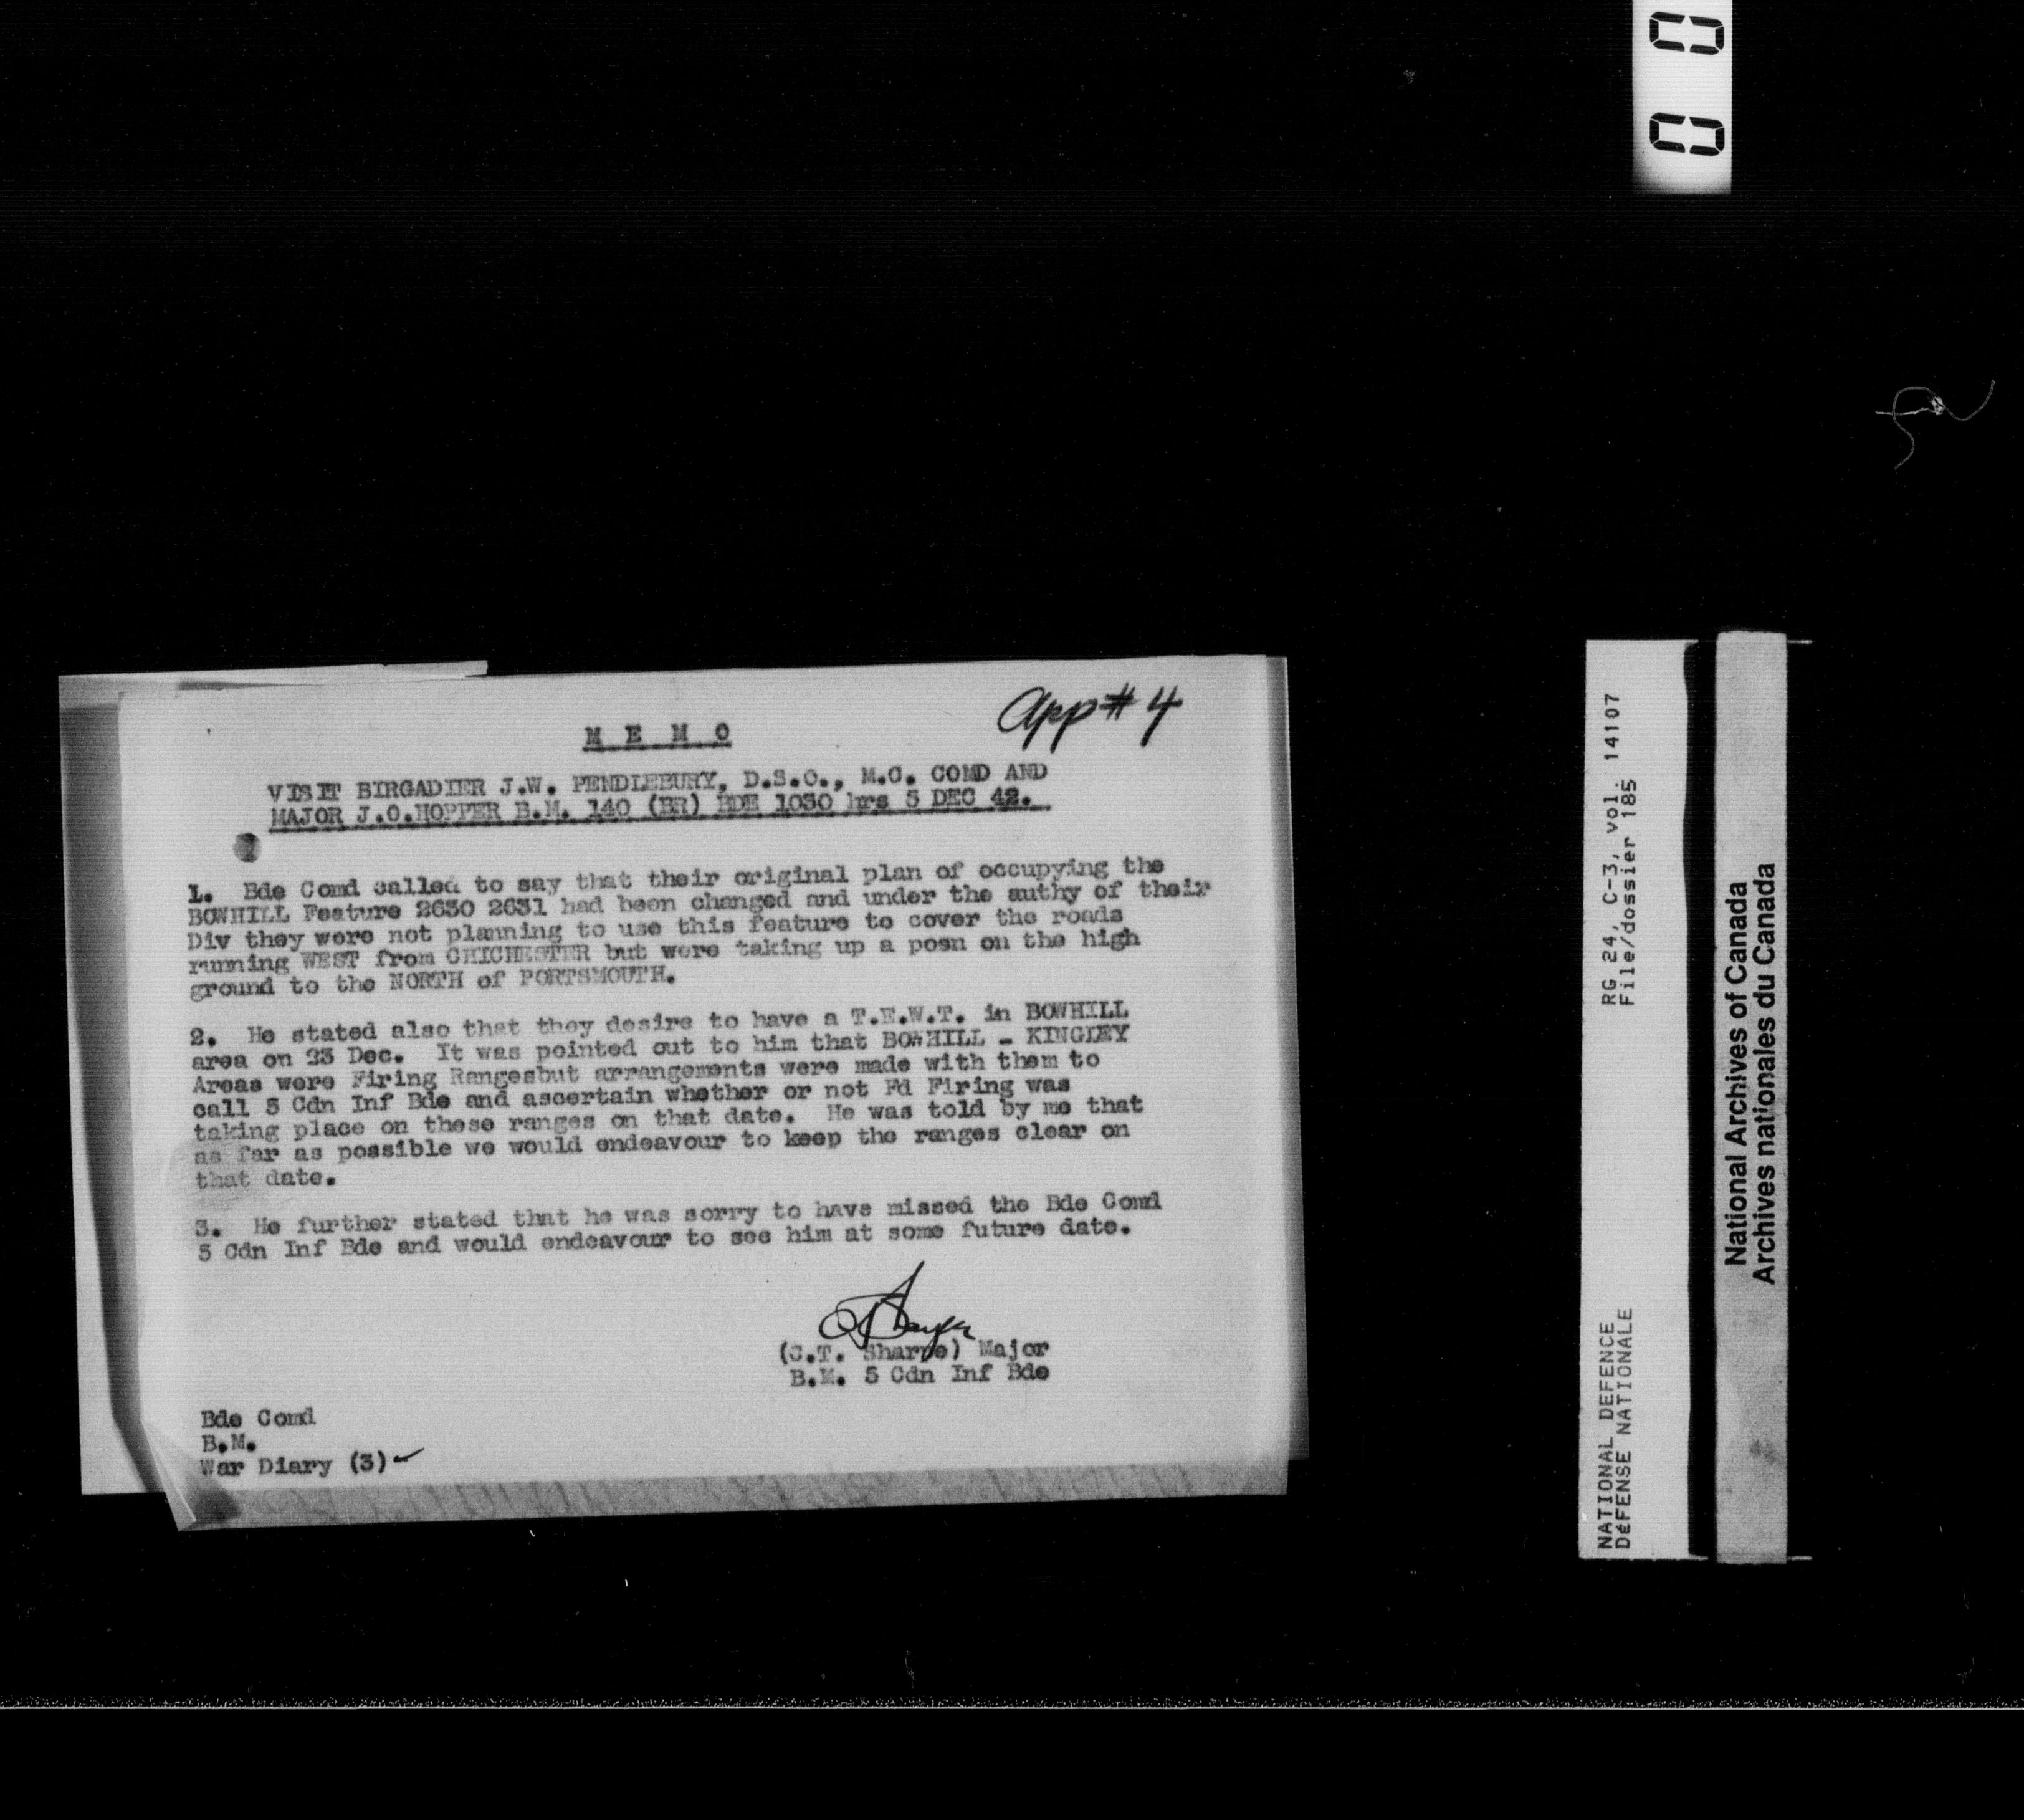 App # 4
M E M O
VISIT BIRGADIER J.W. PENDLEBURY, D.S.O., M.C. COMD AND
MAJOR J.O.HOPPER B.M. 140 (BR) BDE 1030 hrs 5 DEC 42.
1. Bde Comd called to say that their original plan of occupying the
BOWHILL Feature 2630 2631 had been changed and under the authy of their
Div they were not planning to use this feature to cover the roads
running WEST from CHICHESTER but were taking up a posn on the high
ground to the NORTH of PORTSMOUTH.
2. He stated also that they desire to have a T.E.W.T. in BOWHILL
area on 23 Dec. It was pointed out to him that BOWHILL - KINGLEY
Areas were Firing Rangesbut arrangements were made with them to
call 5 Cdn Inf Bde and ascertain whether or not Fd Firing was
taking place on these ranges on that date. He was told by me that
as far as possible we would endeavour to keep the ranges clear on
that date.
3. He further stated that he was sorry to have missed the Bde Comd
5 Cdn Inf Bde and would endeavour to see him at some future date.
(C.T. Sharpe) Major
B.M. 5 Cdn Inf Bde
Bde Comd
B.M.
War Diary (3)
0 0
RG 24, C-3, vol. 14107
File/dossier 185
NATIONAL DEFENCE
DéFENSE NATIONALE
National Archives of Canada
Archives nationales du Canada